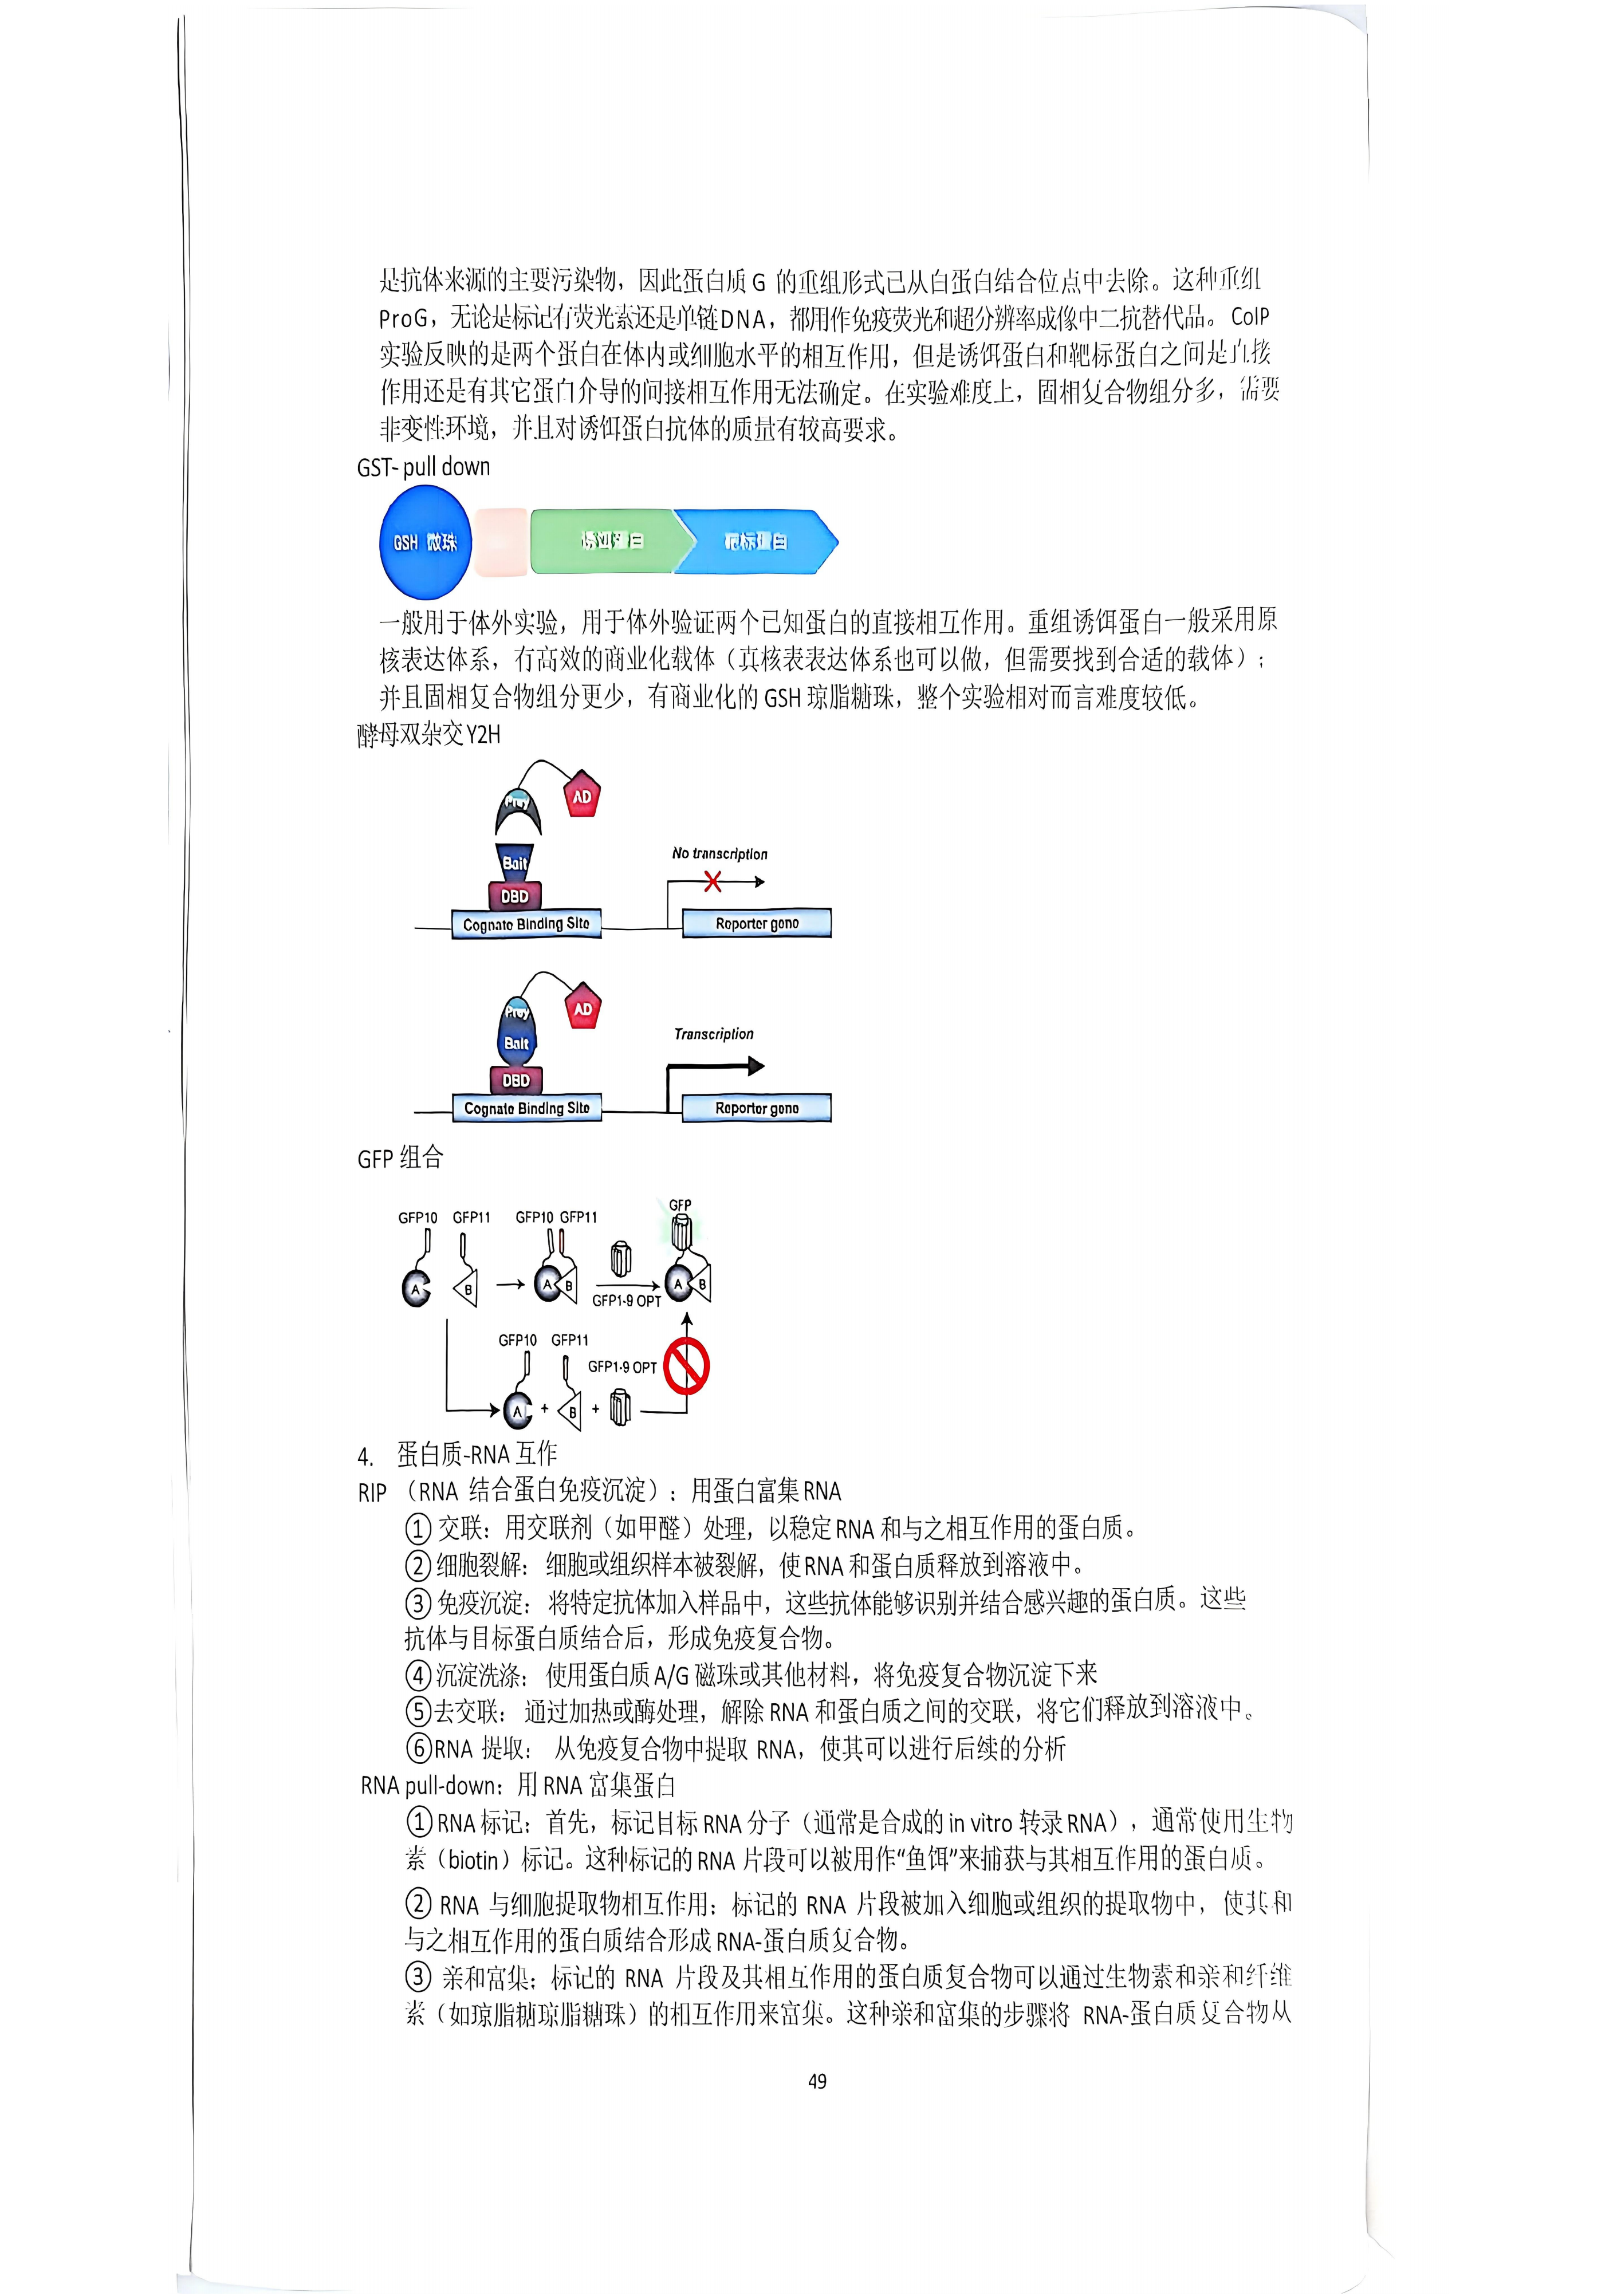 是抗体来源的主要污染物，因此蛋白质 G 的重组形式已从白蛋白结合位点中去除。这种重组
ProG，无论是标记有荧光素还是单链DNA，都用作免疫荧光和超分辨率成像中二抗替代品。CoIP
实验反映的是两个蛋白在体内或细胞水平的相互作用，但是诱饵蛋白和靶标蛋白之间是直接
作用还是有其它蛋白介导的间接相互作用无法确定。在实验难度上，固相复合物组分多，需要
非变性环境，并且对诱饵蛋白抗体的质量有较高要求。
GST- pull down
GSH 微珠 诱饵蛋白 靶标蛋白
一般用于体外实验，用于体外验证两个已知蛋白的直接相互作用。重组诱饵蛋白一般采用原
核表达体系，有高效的商业化载体（真核表表达体系也可以做，但需要找到合适的载体）；
并且固相复合物组分更少，有商业化的 GSH 琼脂糖珠，整个实验相对而言难度较低。
酵母双杂交 Y2H
Prey AD
Bait
No transcription
DBD
Cognate Binding Site Reporter gene
Prey AD
Bait
Transcription
DBD
Cognate Binding Site Reporter gene
GFP 组合
GFP
GFP10 GFP11 GFP10 GFP11
A B A B A B
GFP1-9 OPT
GFP10 GFP11
GFP1-9 OPT
A + B +
4. 蛋白质-RNA 互作
RIP （RNA 结合蛋白免疫沉淀）：用蛋白富集 RNA
① 交联：用交联剂（如甲醛）处理，以稳定 RNA 和与之相互作用的蛋白质。
② 细胞裂解： 细胞或组织样本被裂解，使 RNA 和蛋白质释放到溶液中。
③ 免疫沉淀： 将特定抗体加入样品中，这些抗体能够识别并结合感兴趣的蛋白质。这些
抗体与目标蛋白质结合后，形成免疫复合物。
④ 沉淀洗涤： 使用蛋白质 A/G 磁珠或其他材料，将免疫复合物沉淀下来
⑤去交联： 通过加热或酶处理，解除 RNA 和蛋白质之间的交联，将它们释放到溶液中。
⑥RNA 提取： 从免疫复合物中提取 RNA，使其可以进行后续的分析
RNA pull-down：用 RNA 富集蛋白
① RNA 标记：首先，标记目标 RNA 分子（通常是合成的 in vitro 转录 RNA），通常使用生物
素（biotin）标记。这种标记的 RNA 片段可以被用作“鱼饵”来捕获与其相互作用的蛋白质。
② RNA 与细胞提取物相互作用：标记的 RNA 片段被加入细胞或组织的提取物中，使其和
与之相互作用的蛋白质结合形成 RNA-蛋白质复合物。
③ 亲和富集：标记的 RNA 片段及其相互作用的蛋白质复合物可以通过生物素和亲和纤维
素（如琼脂糖琼脂糖珠）的相互作用来富集。这种亲和富集的步骤将 RNA-蛋白质复合物从
49